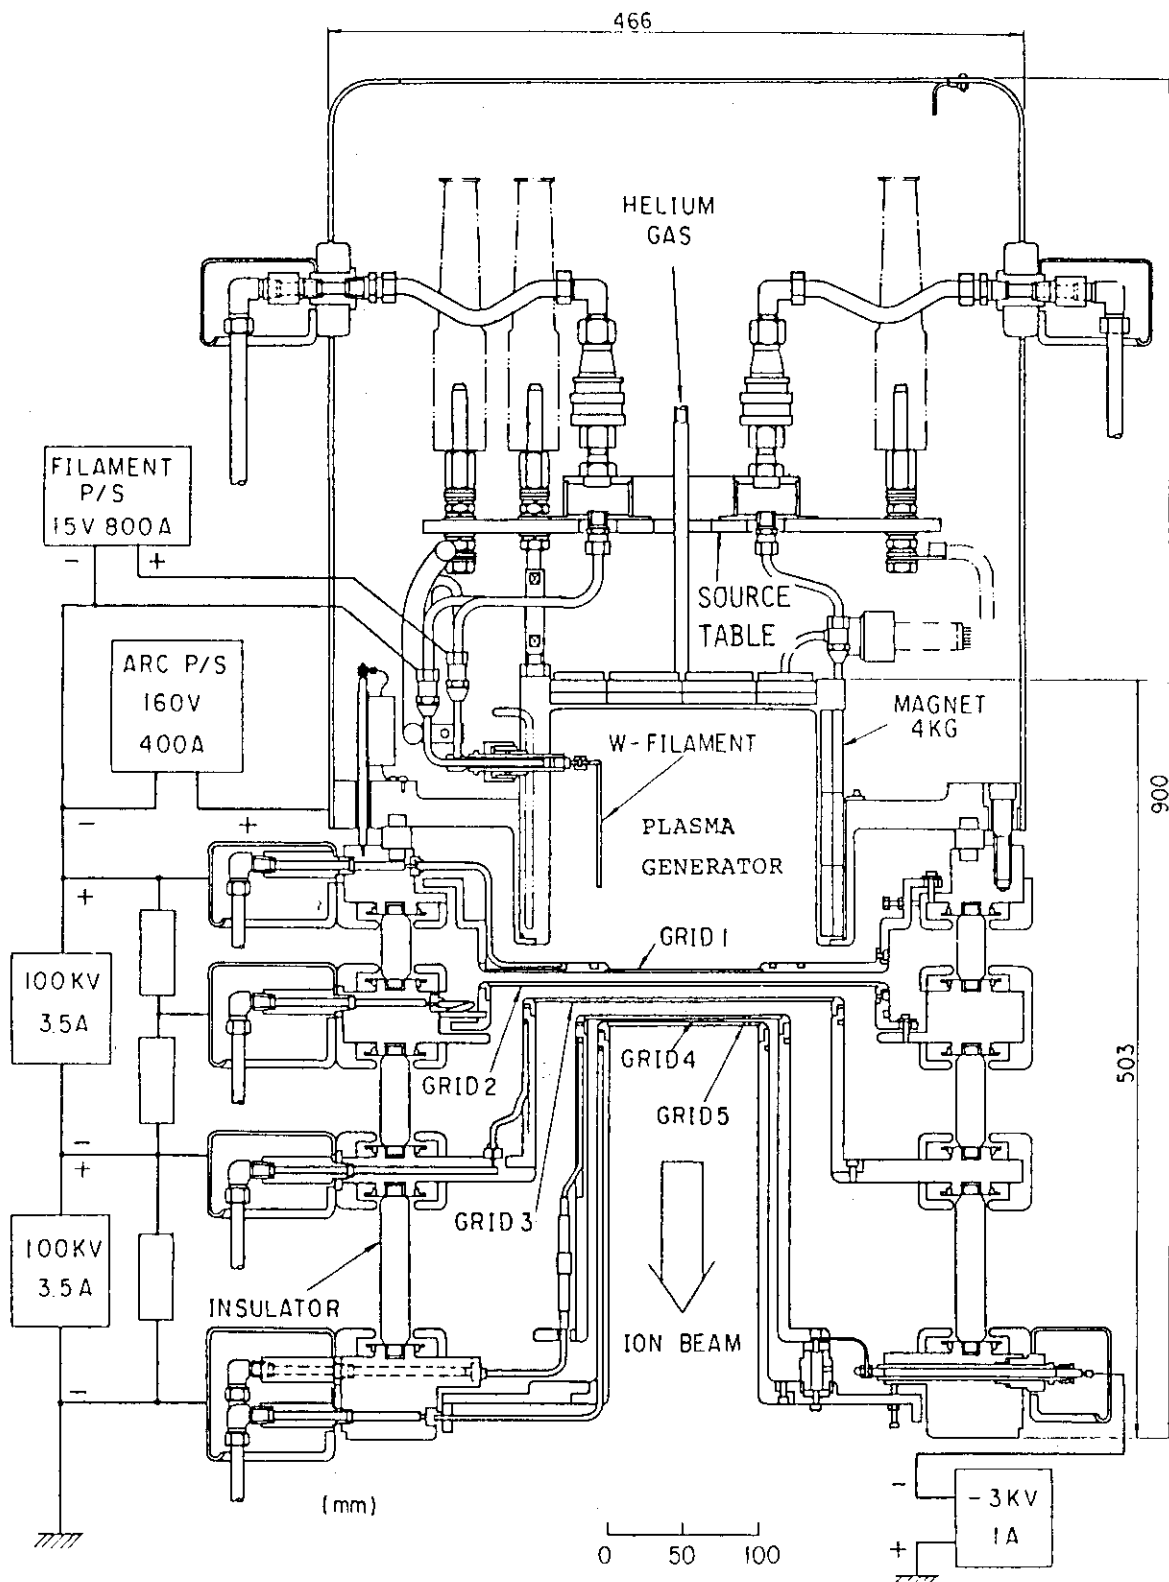 466
HELIUM
GAS
FILAMENT
P/S
15V 800A
-
+
SOURCE
TABLE
ARC P/S
160V
400A
-
+
MAGNET
4KG
W-FILAMENT
900
PLASMA
GENERATOR
+
GRID 1
100KV
3.5A
GRID 4
GRID 2
503
GRID 5
-
+
GRID 3
100KV
3.5A
INSULATOR
ION BEAM
-
(mm)
-
-3KV
1A
+
0 50 100